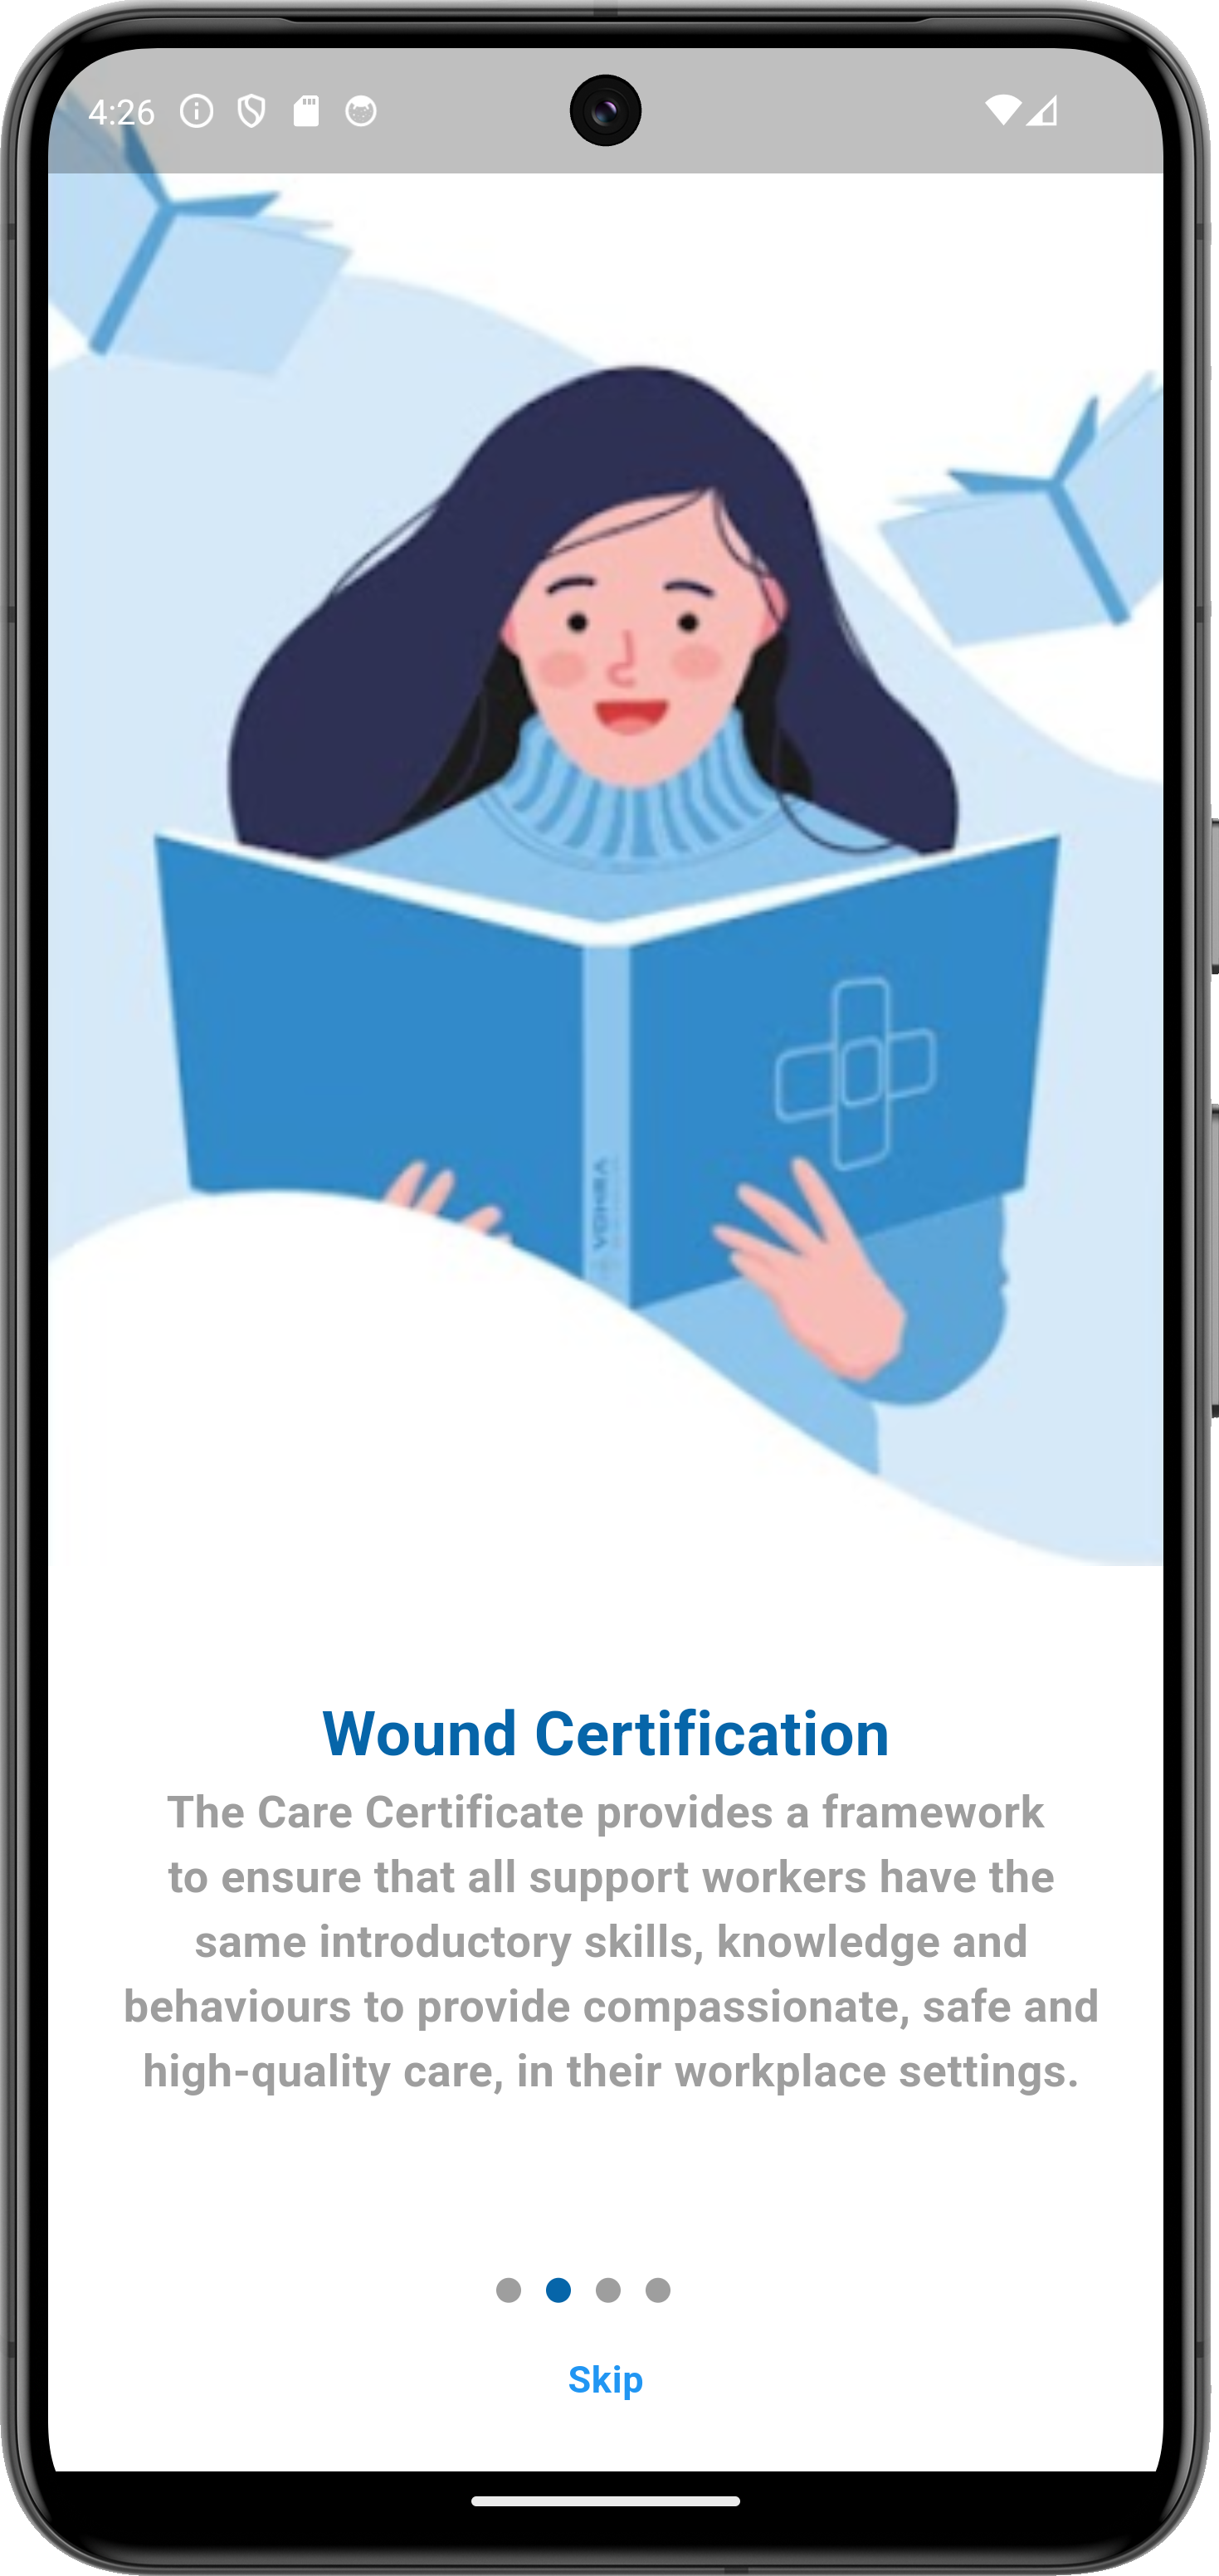 4:26
VOHRA
Wound Certification
The Care Certificate provides a framework
to ensure that all support workers have the
same introductory skills, knowledge and
behaviours to provide compassionate, safe and
high-quality care, in their workplace settings.
Skip